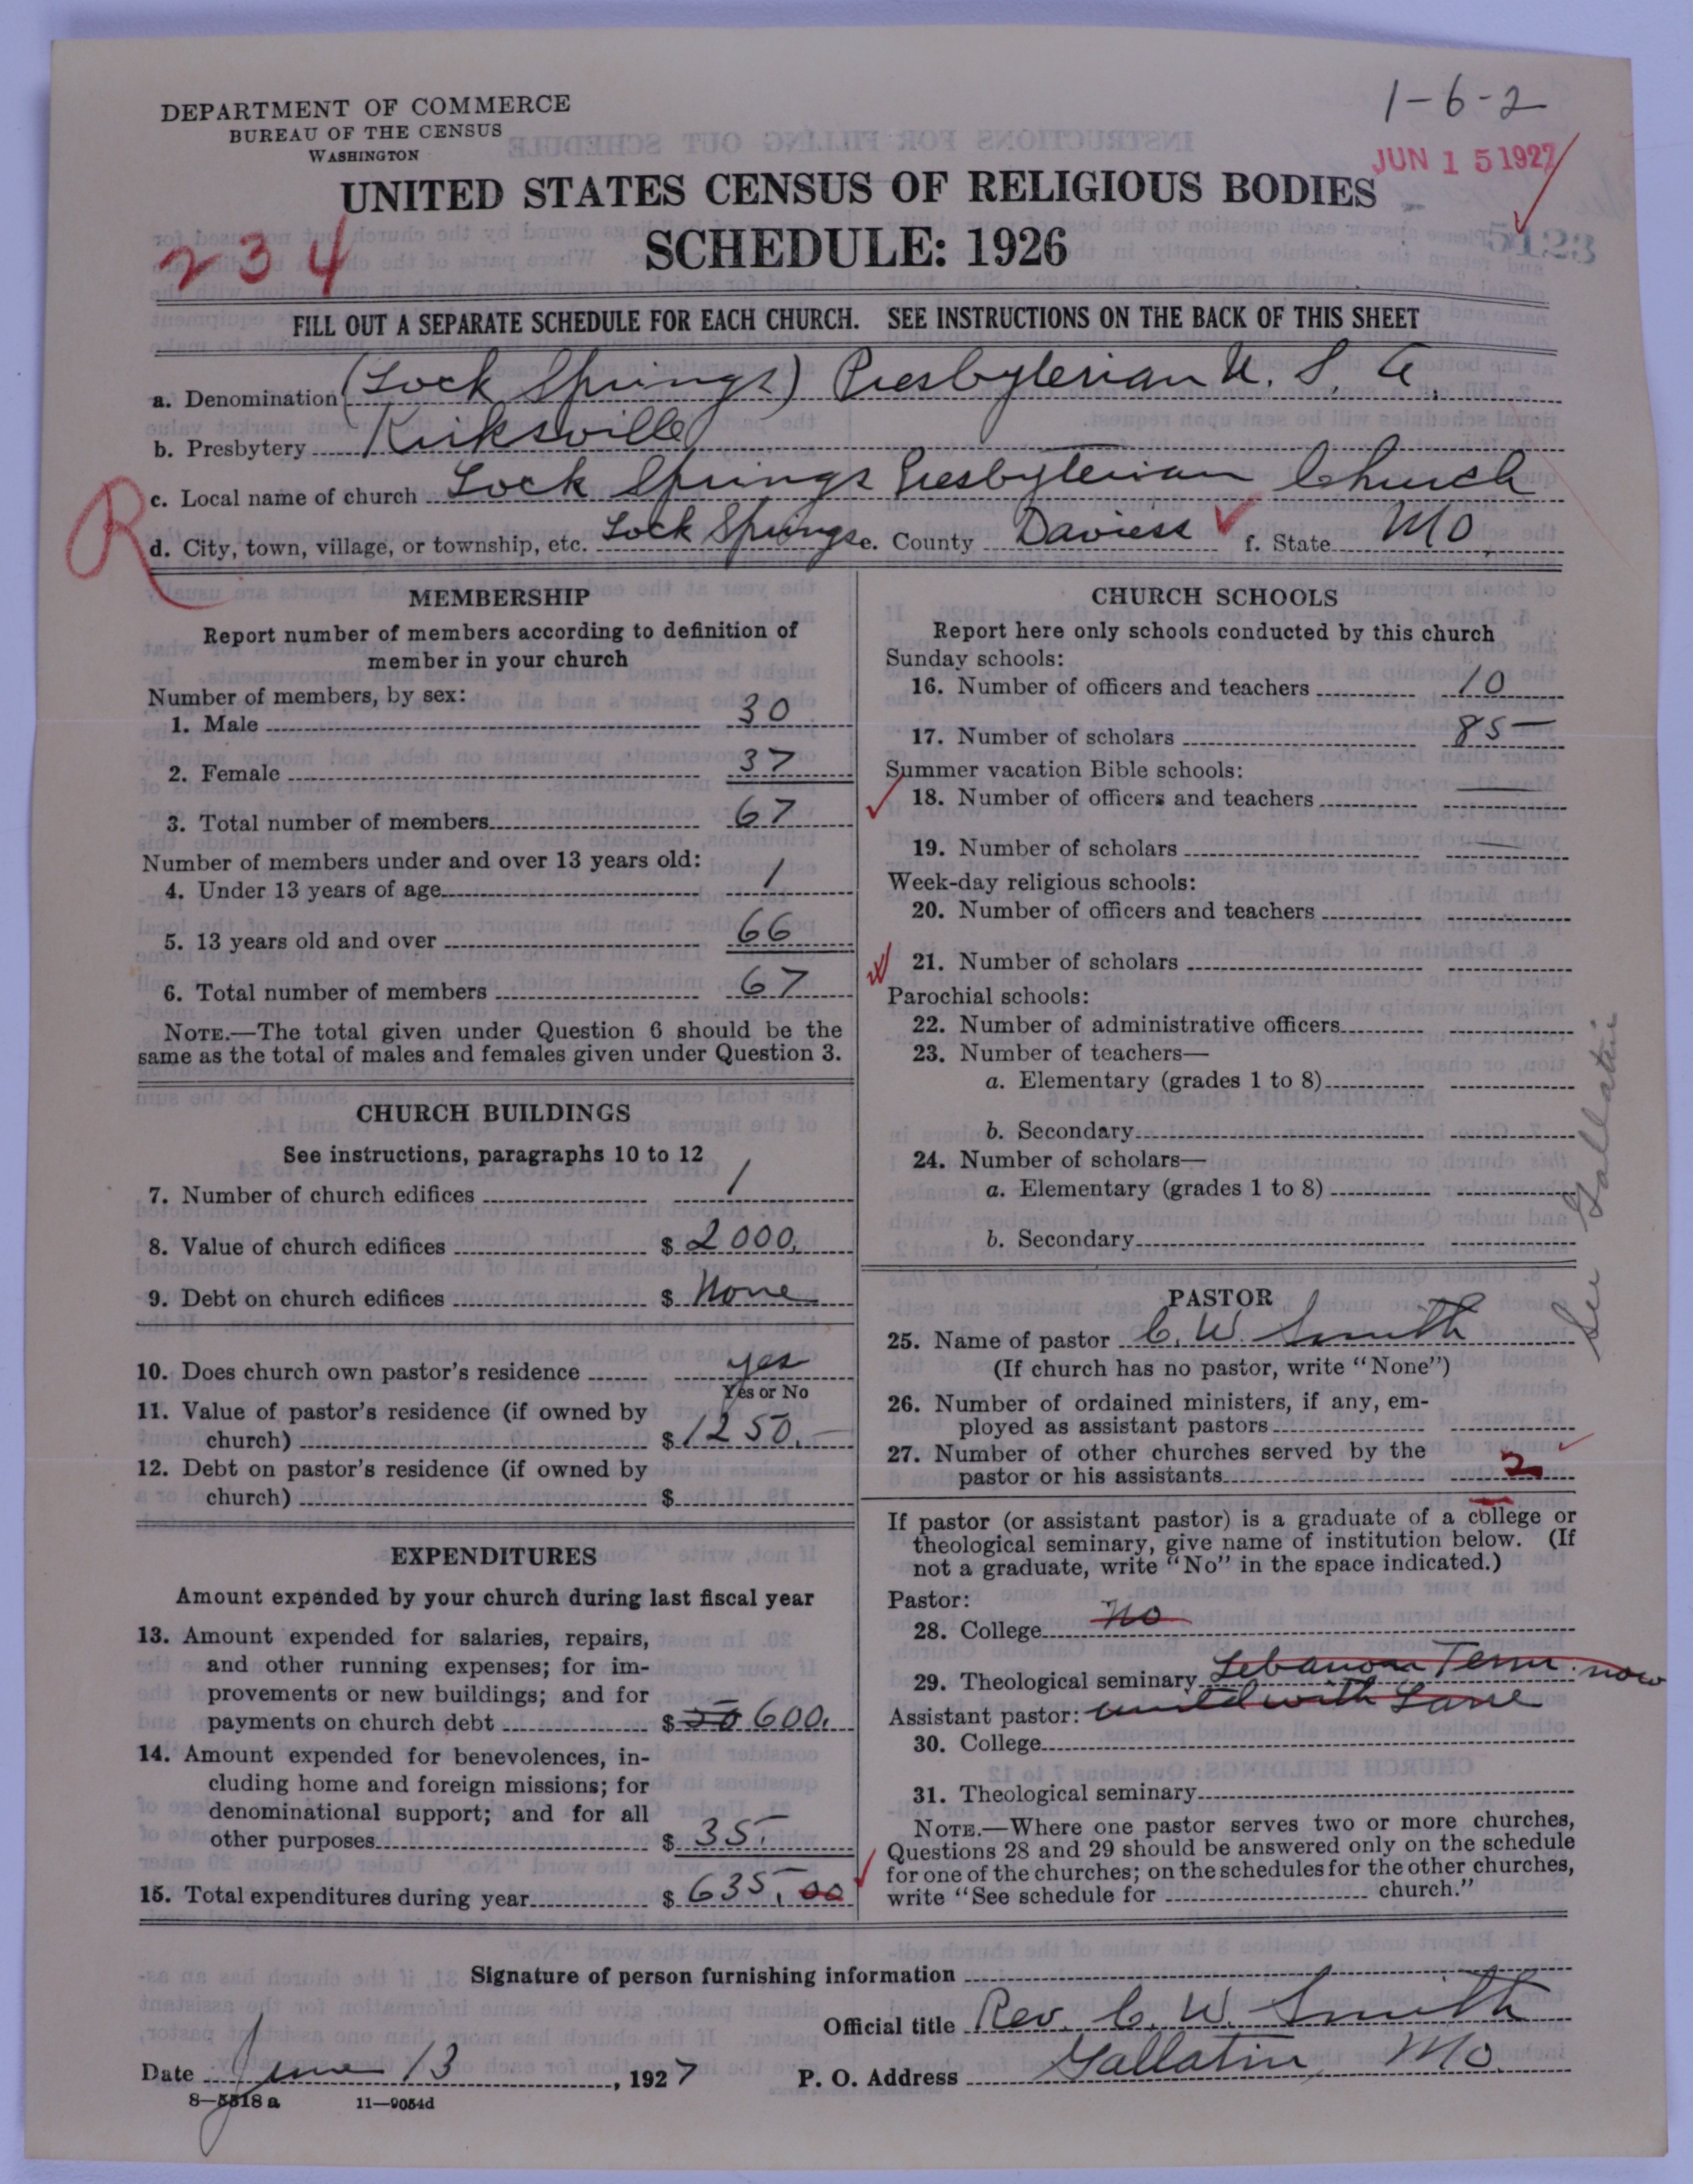 DEPARTMENT OF COMMERCE
BUREAU OF THE CENSUS
WASHINGTON
1-6-2
JUN 15 1927
UNITED STATES CENSUS OF RELIGIOUS BODIES
SCHEDULE: 1926
234
5123
FILL OUT A SEPARATE SCHEDULE FOR EACH CHURCH. SEE INSTRUCTIONS ON THE BACK OF THIS SHEET
a. Denomination (Lock Springs) Presbyterian U. S. A.
b. Presbytery Kirksville
c. Local name of church Lock Springs Presbyterian Church
R
d. City, town, village, or township, etc. Lock Springs e. County Daviess f. State Mo.
MEMBERSHIP
Report number of members according to definition of
member in your church
Number of members, by sex:
1. Male 30
2. Female 37
3. Total number of members 67
Number of members under and over 13 years old:
4. Under 13 years of age 1
5. 13 years old and over 66
6. Total number of members 67
NOTE.—The total given under Question 6 should be the
same as the total of males and females given under Question 3.
CHURCH BUILDINGS
See instructions, paragraphs 10 to 12
7. Number of church edifices 1
8. Value of church edifices $ 2000.
9. Debt on church edifices $ None
10. Does church own pastor's residence yes
Yes or No
11. Value of pastor's residence (if owned by
church) $ 1250.—
12. Debt on pastor's residence (if owned by
church) $
EXPENDITURES
Amount expended by your church during last fiscal year
13. Amount expended for salaries, repairs,
and other running expenses; for im-
provements or new buildings; and for
payments on church debt $ 50 600.
14. Amount expended for benevolences, in-
cluding home and foreign missions; for
denominational support; and for all
other purposes $ 35.—
15. Total expenditures during year $ 635.00
CHURCH SCHOOLS
Report here only schools conducted by this church
Sunday schools:
16. Number of officers and teachers 10
17. Number of scholars 85
Summer vacation Bible schools:
18. Number of officers and teachers —
19. Number of scholars —
Week-day religious schools:
20. Number of officers and teachers
21. Number of scholars
Parochial schools:
22. Number of administrative officers
23. Number of teachers—
a. Elementary (grades 1 to 8)
b. Secondary
24. Number of scholars—
a. Elementary (grades 1 to 8)
b. Secondary
See Gallatin
PASTOR
25. Name of pastor C. W. Smith
(If church has no pastor, write "None")
26. Number of ordained ministers, if any, em-
ployed as assistant pastors
27. Number of other churches served by the
pastor or his assistants 2
If pastor (or assistant pastor) is a graduate of a college or
theological seminary, give name of institution below. (If
not a graduate, write "No" in the space indicated.)
Pastor:
28. College No
29. Theological seminary Lebanon Tenn. now
Assistant pastor: united with Lane
30. College
31. Theological seminary
NOTE.—Where one pastor serves two or more churches,
Questions 28 and 29 should be answered only on the schedule
for one of the churches; on the schedules for the other churches,
write "See schedule for church."
Signature of person furnishing information
Official title Rev. C. W. Smith
Date June 13, 1927 P. O. Address Gallatin, Mo.
8—5518 a 11—9054d